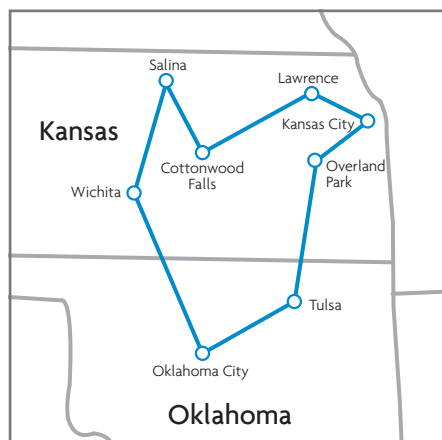 Salina
Lawrence
Kansas City
Kansas
Cottonwood
Falls
Overland
Park
Wichita
Tulsa
Oklahoma City
Oklahoma